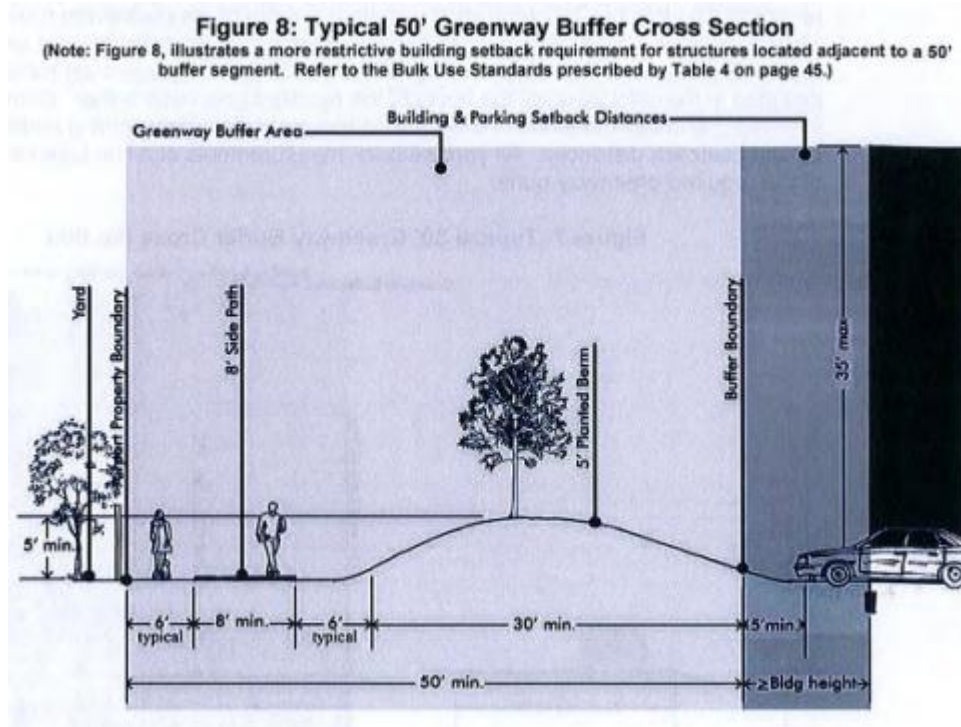 Figure 8: Typical 50' Greenway Buffer Cross Section
(Note: Figure 8, illustrates a more restrictive building setback requirement for structures located adjacent to a 50'
buffer segment. Refer to the Bulk Use Standards prescribed by Table 4 on page 45.)
Building & Parking Setback Distances
Greenway Buffer Area
Yard
Airport Property Boundary
8' Side Path
5' Planted Berm
Buffer Boundary
35' max
5' min.
6'
typical
8' min.
6'
typical
30' min.
5'min.
50' min.
≥Bldg height